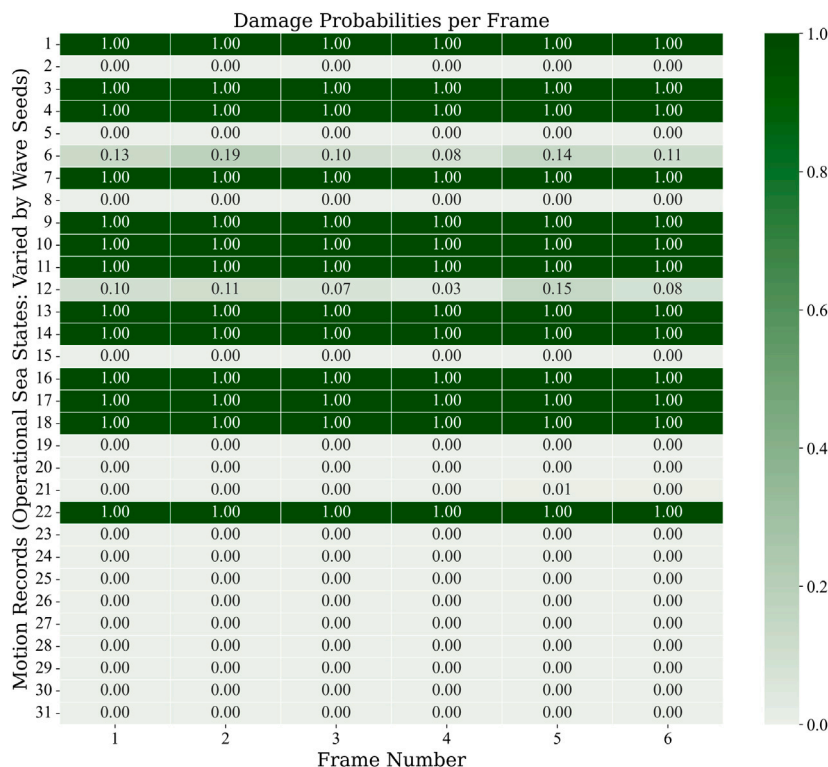 Damage Probabilities per Frame
Motion Records (Operational Sea States: Varied by Wave Seeds)
1 1.00 1.00 1.00 1.00 1.00 1.00
2 0.00 0.00 0.00 0.00 0.00 0.00
3 1.00 1.00 1.00 1.00 1.00 1.00
4 1.00 1.00 1.00 1.00 1.00 1.00
5 0.00 0.00 0.00 0.00 0.00 0.00
6 0.13 0.19 0.10 0.08 0.14 0.11
7 1.00 1.00 1.00 1.00 1.00 1.00
8 0.00 0.00 0.00 0.00 0.00 0.00
9 1.00 1.00 1.00 1.00 1.00 1.00
10 1.00 1.00 1.00 1.00 1.00 1.00
11 1.00 1.00 1.00 1.00 1.00 1.00
12 0.10 0.11 0.07 0.03 0.15 0.08
13 1.00 1.00 1.00 1.00 1.00 1.00
14 1.00 1.00 1.00 1.00 1.00 1.00
15 0.00 0.00 0.00 0.00 0.00 0.00
16 1.00 1.00 1.00 1.00 1.00 1.00
17 1.00 1.00 1.00 1.00 1.00 1.00
18 1.00 1.00 1.00 1.00 1.00 1.00
19 0.00 0.00 0.00 0.00 0.00 0.00
20 0.00 0.00 0.00 0.00 0.00 0.00
21 0.00 0.00 0.00 0.00 0.01 0.00
22 1.00 1.00 1.00 1.00 1.00 1.00
23 0.00 0.00 0.00 0.00 0.00 0.00
24 0.00 0.00 0.00 0.00 0.00 0.00
25 0.00 0.00 0.00 0.00 0.00 0.00
26 0.00 0.00 0.00 0.00 0.00 0.00
27 0.00 0.00 0.00 0.00 0.00 0.00
28 0.00 0.00 0.00 0.00 0.00 0.00
29 0.00 0.00 0.00 0.00 0.00 0.00
30 0.00 0.00 0.00 0.00 0.00 0.00
31 0.00 0.00 0.00 0.00 0.00 0.00
1 2 3 4 5 6
Frame Number
1.0
0.8
0.6
0.4
0.2
0.0